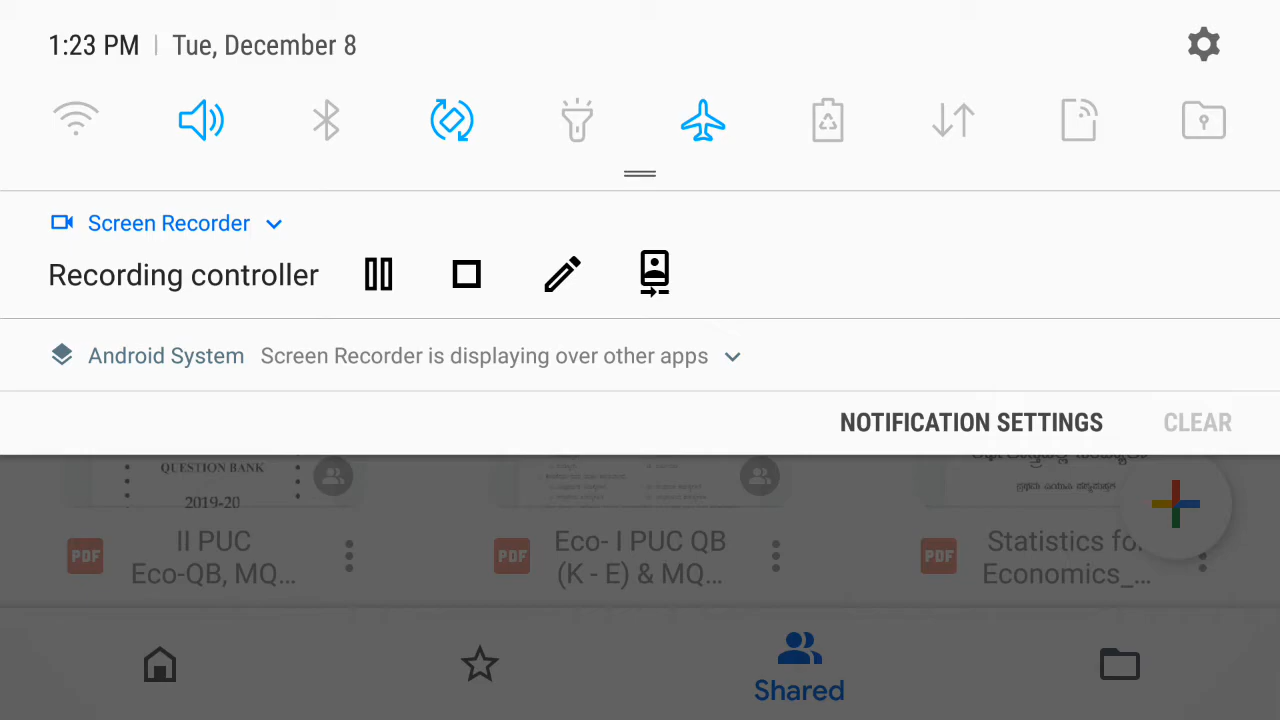 1:23 PM | Tue, December 8
Screen Recorder
Recording controller
Android System Screen Recorder is displaying over other apps
NOTIFICATION SETTINGS CLEAR
QUESTION BANK
2019-20
PDF II PUC
Eco-QB, MQ...
PDF Eco- I PUC QB
(K - E) & MQ...
PDF Statistics fo
Economics_...
Shared